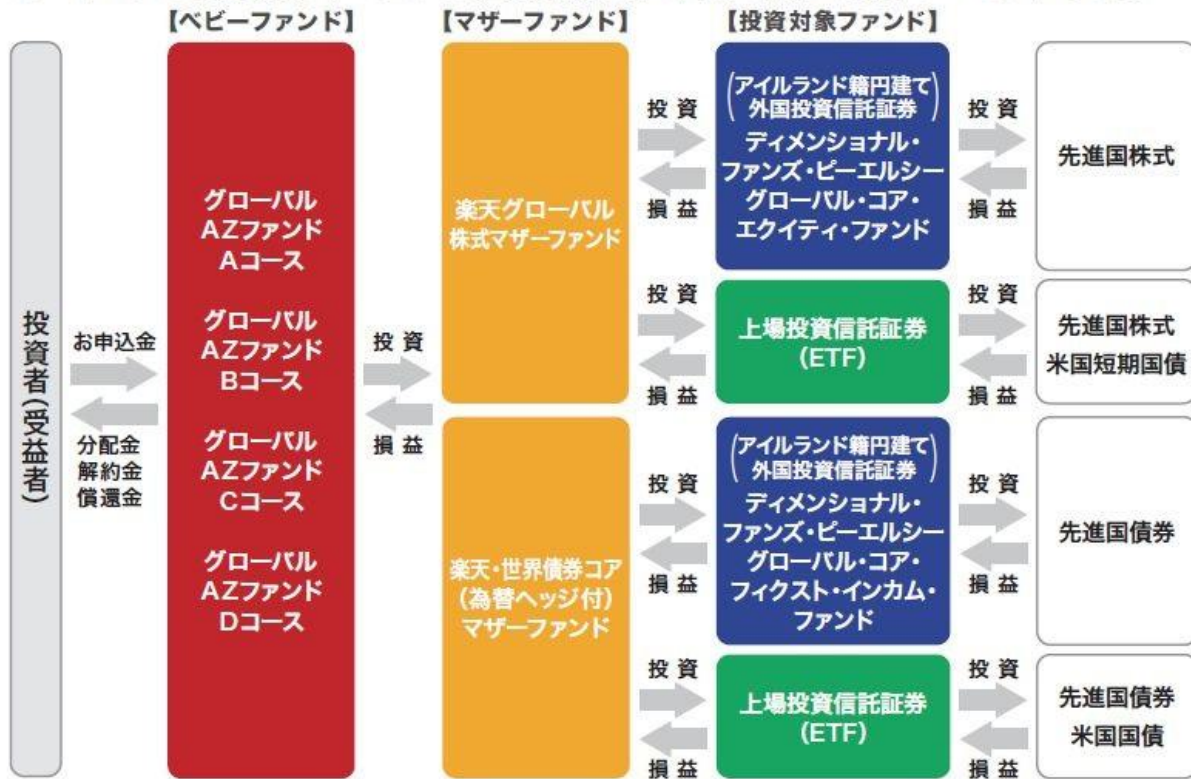 【ベビーファンド】
【マザーファンド】
【投資対象ファンド】
投資者(受益者)
お申込金
分配金
解約金
償還金
グローバル
AZファンド
Aコース
グローバル
AZファンド
Bコース
グローバル
AZファンド
Cコース
グローバル
AZファンド
Dコース
投資
損益
楽天グローバル
株式マザーファンド
投資
損益
(アイルランド籍円建て
外国投資信託証券)
ディメンショナル・
ファンズ・ピーエルシー
グローバル・コア・
エクイティ・ファンド
投資
損益
先進国株式
投資
損益
上場投資信託証券
(ETF)
投資
損益
先進国株式
米国短期国債
楽天・世界債券コア
(為替ヘッジ付)
マザーファンド
投資
損益
(アイルランド籍円建て
外国投資信託証券)
ディメンショナル・
ファンズ・ピーエルシー
グローバル・コア・
フィクスト・インカム・
ファンド
投資
損益
先進国債券
投資
損益
上場投資信託証券
(ETF)
投資
損益
先進国債券
米国国債